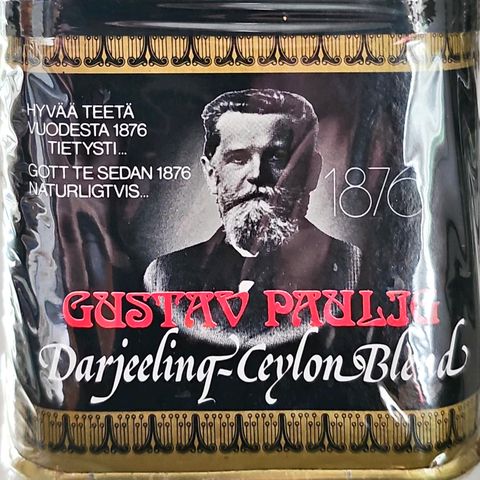 HYVÄÄ TEETÄ
VUODESTA 1876
TIETYSTI...
GOTT TE SEDAN 1876
NATURLIGTVIS...
1876
GUSTAV PAULIG
Darjeeling-Ceylon Blend